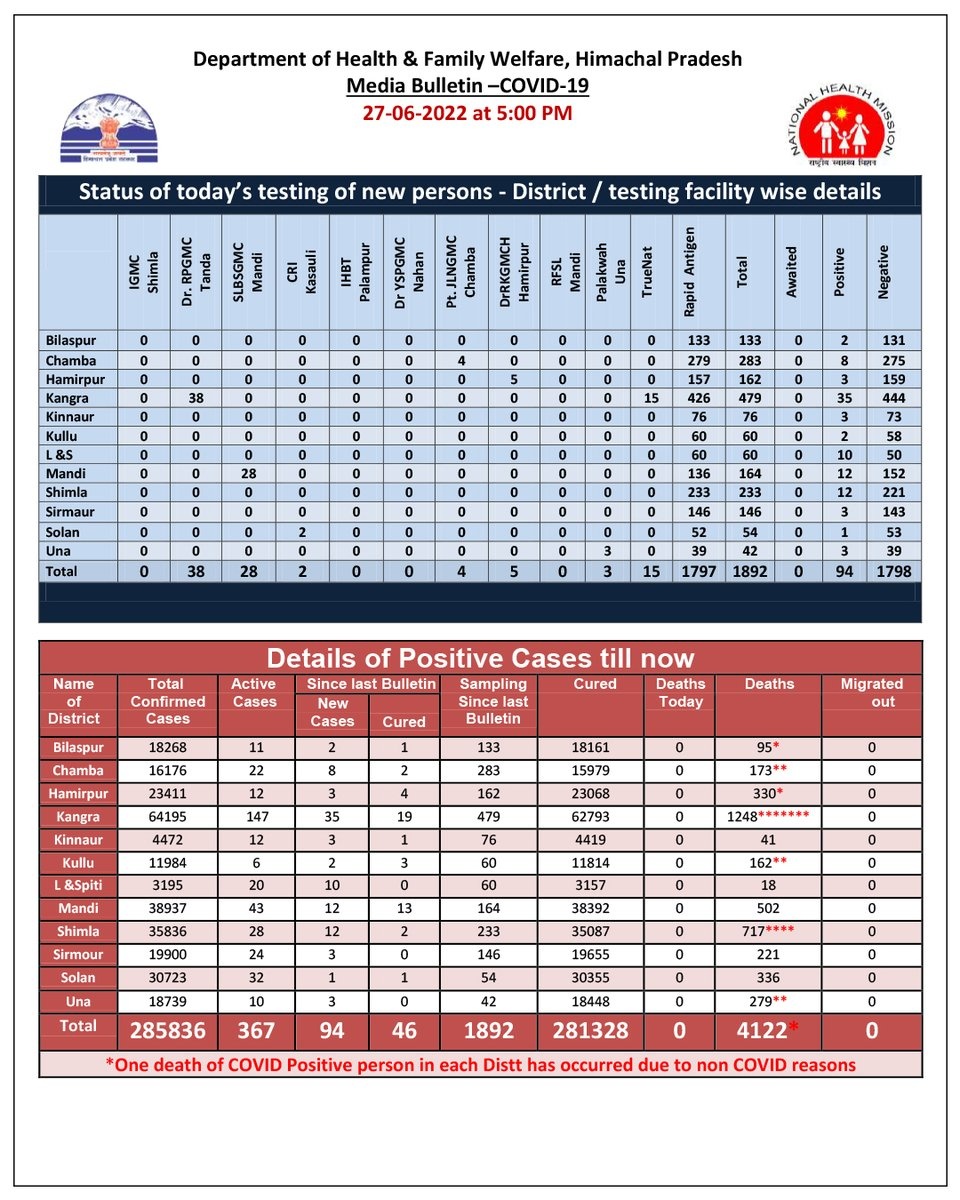 Department of Health & Family Welfare, Himachal Pradesh
Media Bulletin –COVID-19
27-06-2022 at 5:00 PM
NATIONAL HEALTH MISSION
राष्ट्रीय स्वास्थ्य मिशन
Status of today’s testing of new persons - District / testing facility wise details
IGMC Shimla Dr. RPGMC Tanda SLBSGMC Mandi CRI Kasauli IHBT Palampur Dr YSPGMC Nahan Pt. JLNGMC Chamba DrRKGMCH Hamirpur RFSL Mandi Palakwah Una TrueNat Rapid Antigen Total Awaited Positive Negative
Bilaspur 0 0 0 0 0 0 0 0 0 0 0 133 133 0 2 131
Chamba 0 0 0 0 0 0 4 0 0 0 0 279 283 0 8 275
Hamirpur 0 0 0 0 0 0 0 5 0 0 0 157 162 0 3 159
Kangra 0 38 0 0 0 0 0 0 0 0 15 426 479 0 35 444
Kinnaur 0 0 0 0 0 0 0 0 0 0 0 76 76 0 3 73
Kullu 0 0 0 0 0 0 0 0 0 0 0 60 60 0 2 58
L &S 0 0 0 0 0 0 0 0 0 0 0 60 60 0 10 50
Mandi 0 0 28 0 0 0 0 0 0 0 0 136 164 0 12 152
Shimla 0 0 0 0 0 0 0 0 0 0 0 233 233 0 12 221
Sirmaur 0 0 0 0 0 0 0 0 0 0 0 146 146 0 3 143
Solan 0 0 0 2 0 0 0 0 0 0 0 52 54 0 1 53
Una 0 0 0 0 0 0 0 0 0 3 0 39 42 0 3 39
Total 0 38 28 2 0 0 4 5 0 3 15 1797 1892 0 94 1798
Details of Positive Cases till now
Name of District Total Confirmed Cases Active Cases Since last Bulletin New Cases Cured Sampling Since last Bulletin Cured Deaths Today Deaths Migrated out
Bilaspur 18268 11 2 1 133 18161 0 95* 0
Chamba 16176 22 8 2 283 15979 0 173** 0
Hamirpur 23411 12 3 4 162 23068 0 330* 0
Kangra 64195 147 35 19 479 62793 0 1248******* 0
Kinnaur 4472 12 3 1 76 4419 0 41 0
Kullu 11984 6 2 3 60 11814 0 162** 0
L &Spiti 3195 20 10 0 60 3157 0 18 0
Mandi 38937 43 12 13 164 38392 0 502 0
Shimla 35836 28 12 2 233 35087 0 717**** 0
Sirmour 19900 24 3 0 146 19655 0 221 0
Solan 30723 32 1 1 54 30355 0 336 0
Una 18739 10 3 0 42 18448 0 279** 0
Total 285836 367 94 46 1892 281328 0 4122* 0
*One death of COVID Positive person in each Distt has occurred due to non COVID reasons